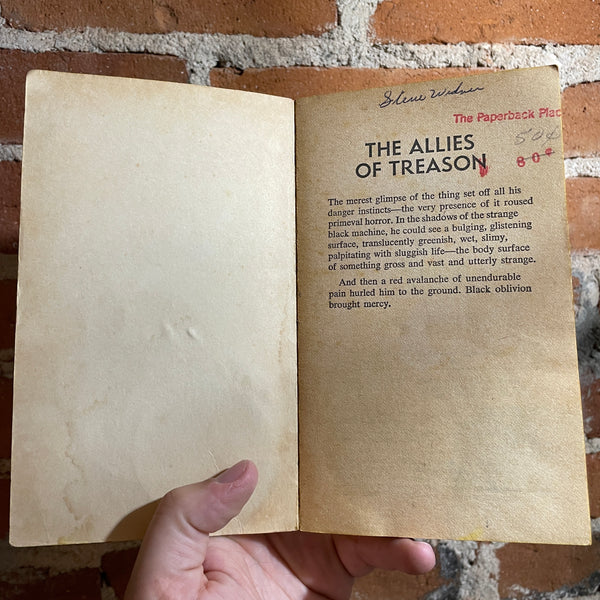 Steve Widner
The Paperback Plac
50¢
80¢
THE ALLIES
OF TREASON
The merest glimpse of the thing set off all his
danger instincts—the very presence of it roused
primeval horror. In the shadows of the strange
black machine, he could see a bulging, glistening
surface, translucently greenish, wet, slimy,
palpitating with sluggish life—the body surface
of something gross and vast and utterly strange.
And then a red avalanche of unendurable
pain hurled him to the ground. Black oblivion
brought mercy.